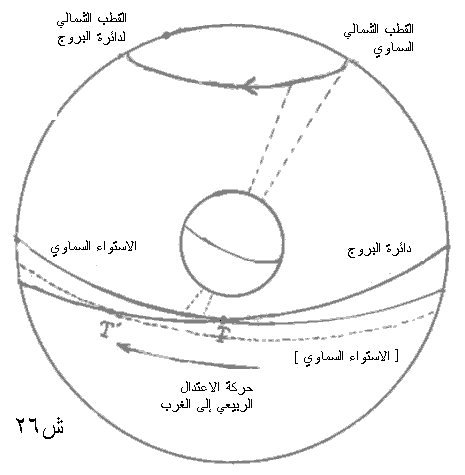 القطب الشمالي
لدائرة البروج
القطب الشمالي
السماوي
الاستواء السماوي
دائرة البروج
T'
T
[ الاستواء السماوي ]
حركة الاعتدال
الربيعي إلى الغرب
ش٢٦